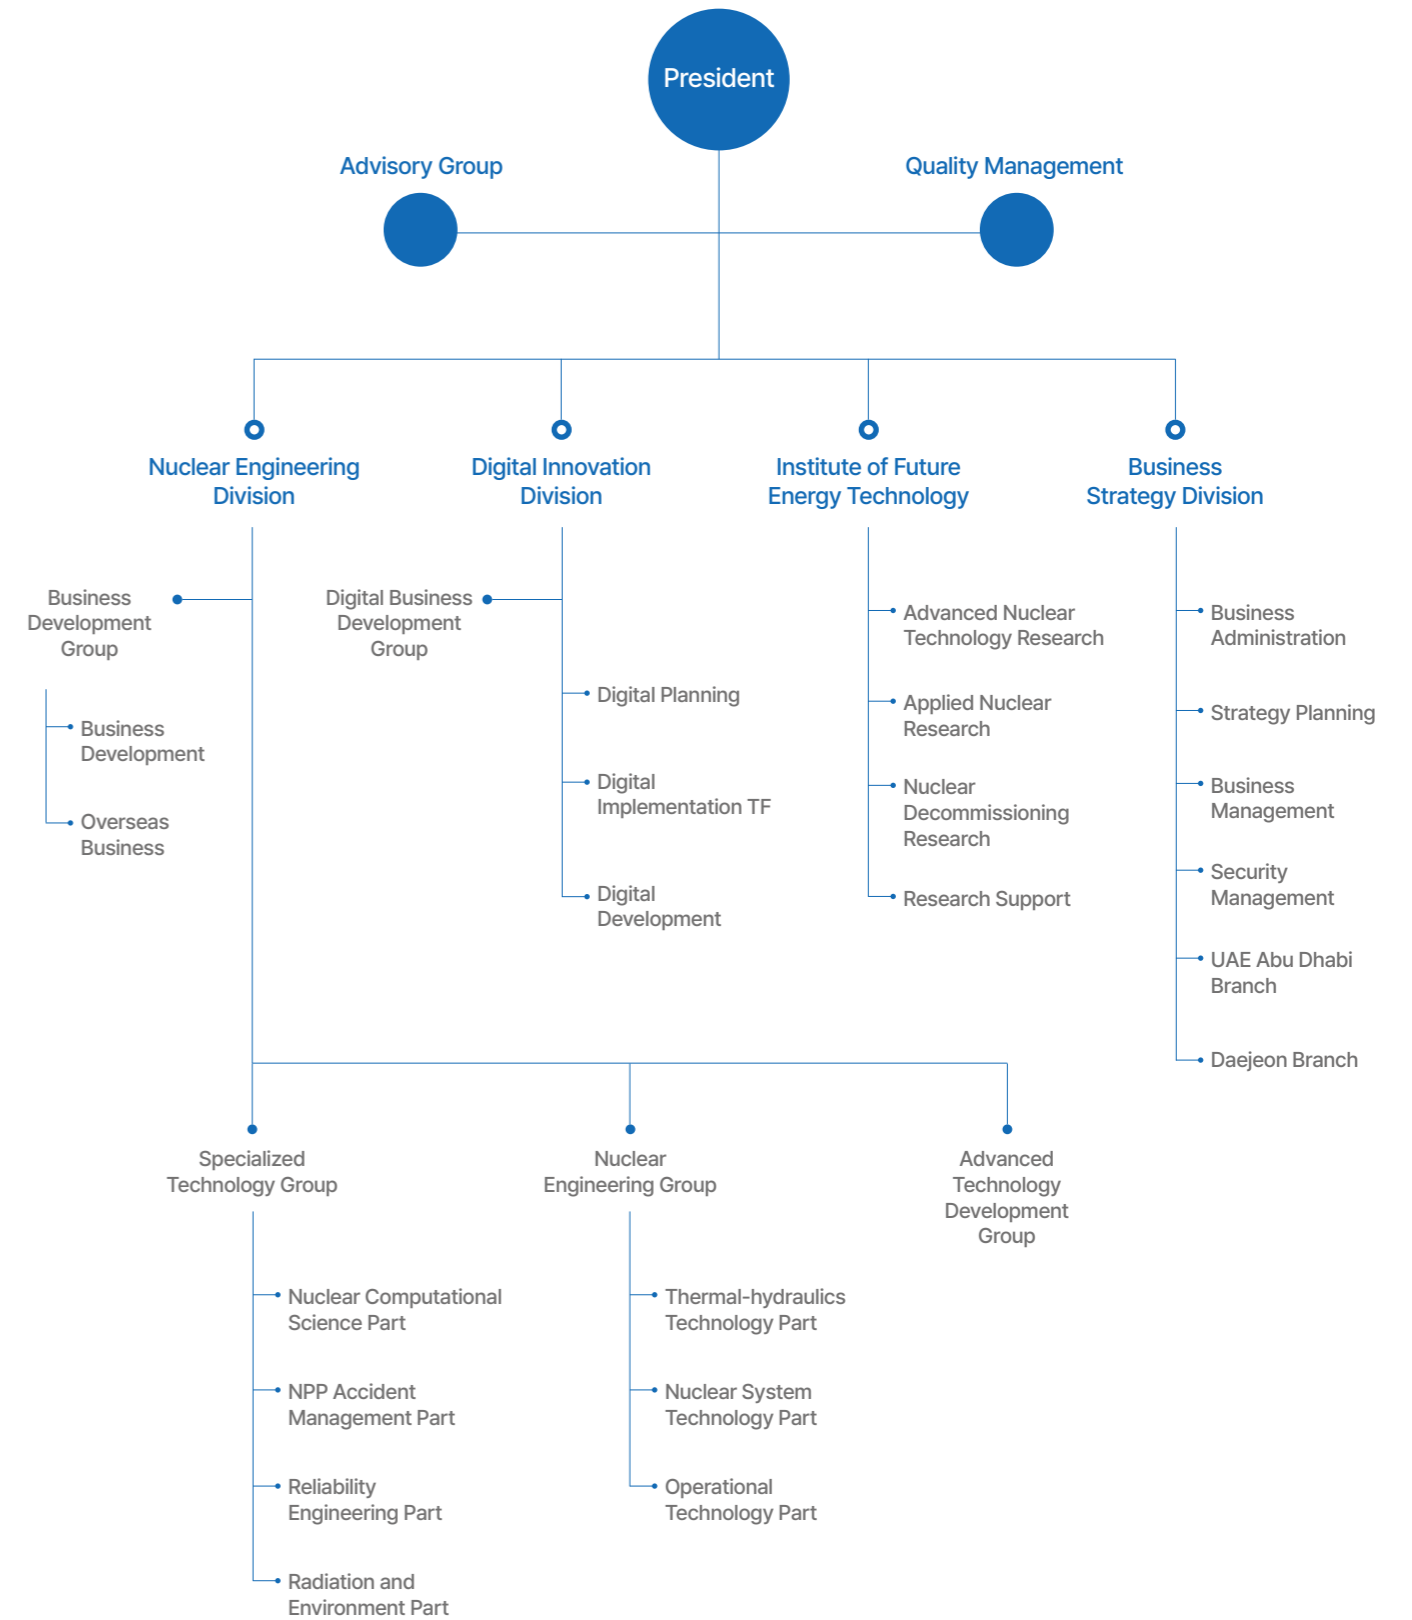 President
Advisory Group
Quality Management
Nuclear Engineering
Division
Digital Innovation
Division
Institute of Future
Energy Technology
Business
Strategy Division
Business
Development
Group
Business
Development
Overseas
Business
Digital Business
Development
Group
Digital Planning
Digital
Implementation TF
Digital
Development
Advanced Nuclear
Technology Research
Applied Nuclear
Research
Nuclear
Decommissioning
Research
Research Support
Business
Administration
Strategy Planning
Business
Management
Security
Management
UAE Abu Dhabi
Branch
Daejeon Branch
Specialized
Technology Group
Nuclear Computational
Science Part
NPP Accident
Management Part
Reliability
Engineering Part
Radiation and
Environment Part
Nuclear
Engineering Group
Thermal-hydraulics
Technology Part
Nuclear System
Technology Part
Operational
Technology Part
Advanced
Technology
Development
Group